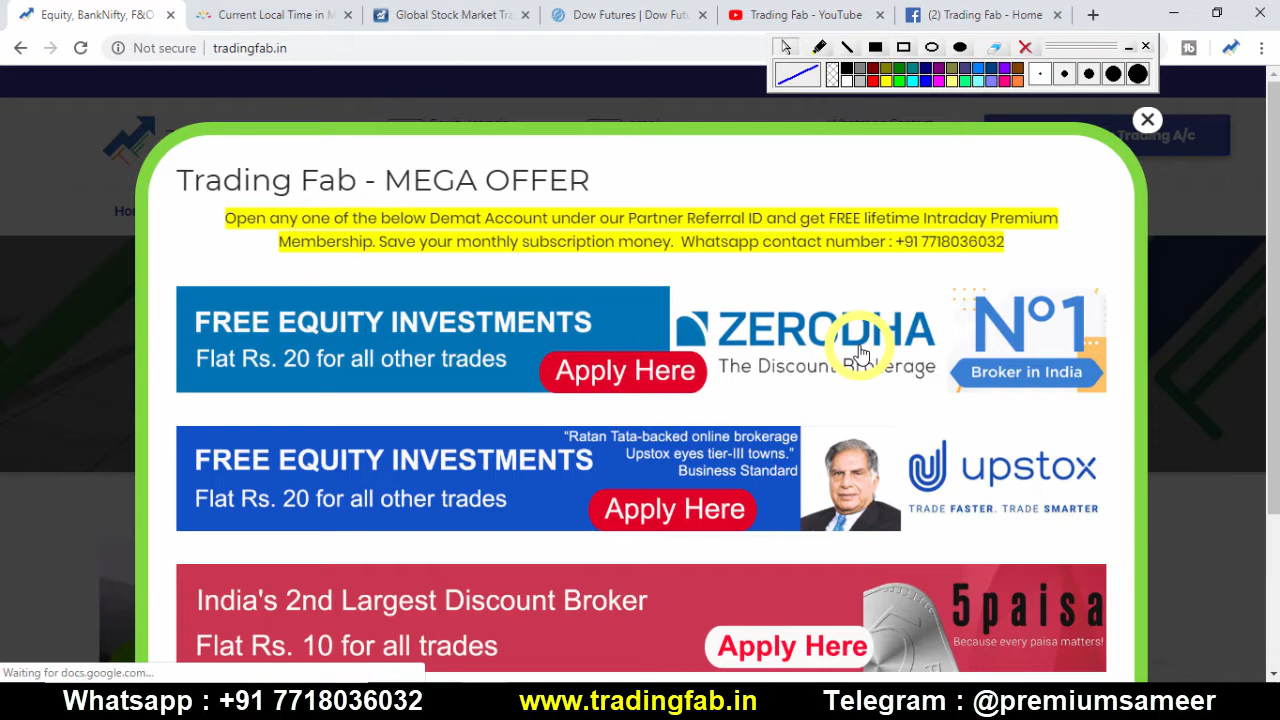 Equity, BankNifty, F&O
Current Local Time in M
Global Stock Market Tra
Dow Futures | Dow Futu
Trading Fab - YouTube
(2) Trading Fab - Home
Not secure
tradingfab.in
Trading A/c
Trading Fab - MEGA OFFER
Open any one of the below Demat Account under our Partner Referral ID and get FREE lifetime Intraday Premium
Membership. Save your monthly subscription money. Whatsapp contact number : +91 7718036032
FREE EQUITY INVESTMENTS
Flat Rs. 20 for all other trades
Apply Here
ZERODHA
The Discount Brokerage
Nº1
Broker in India
FREE EQUITY INVESTMENTS
Flat Rs. 20 for all other trades
Apply Here
“Ratan Tata-backed online brokerage
Upstox eyes tier-III towns.”
Business Standard
upstox
TRADE FASTER. TRADE SMARTER
India's 2nd Largest Discount Broker
Flat Rs. 10 for all trades
Apply Here
5paisa
Because every paisa matters!
Waiting for docs.google.com...
Whatsapp : +91 7718036032
www.tradingfab.in
Telegram : @premiumsameer